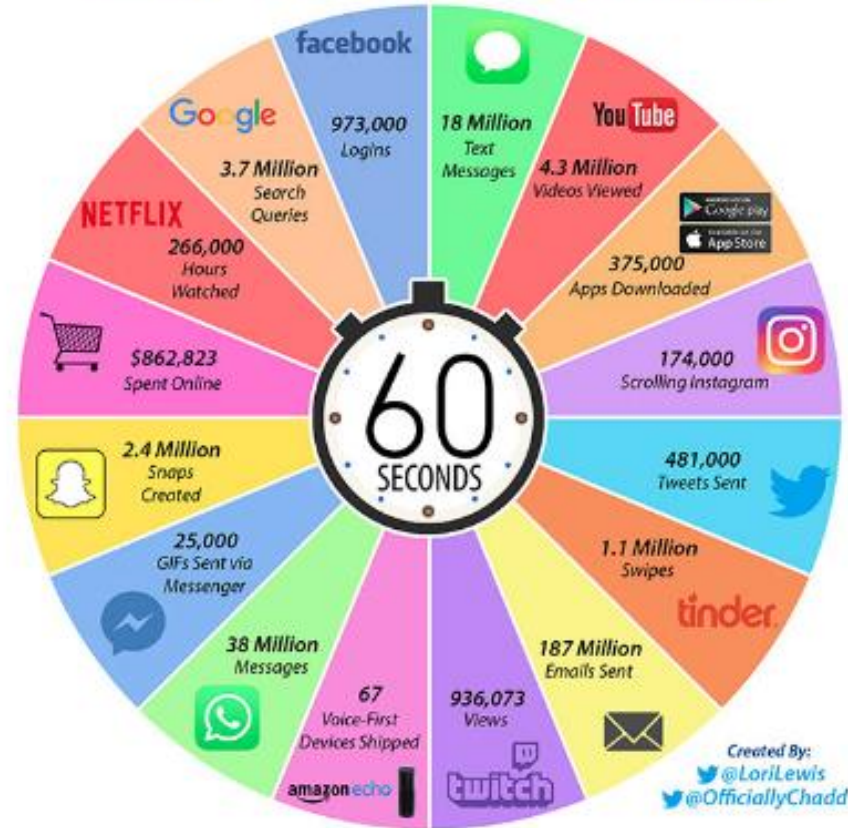 facebook
973,000
Logins
18 Million
Text
Messages
YouTube
4.3 Million
Videos Viewed
Google play
App Store
375,000
Apps Downloaded
174,000
Scrolling Instagram
481,000
Tweets Sent
1.1 Million
Swipes
tinder
187 Million
Emails Sent
936,073
Views
twitch
67
Voice-First
Devices Shipped
amazon echo
38 Million
Messages
25,000
GIFs Sent via
Messenger
2.4 Million
Snaps
Created
$862,823
Spent Online
NETFLIX
266,000
Hours
Watched
Google
3.7 Million
Search
Queries
60
SECONDS
Created By:
@LoriLewis
@OfficiallyChadd